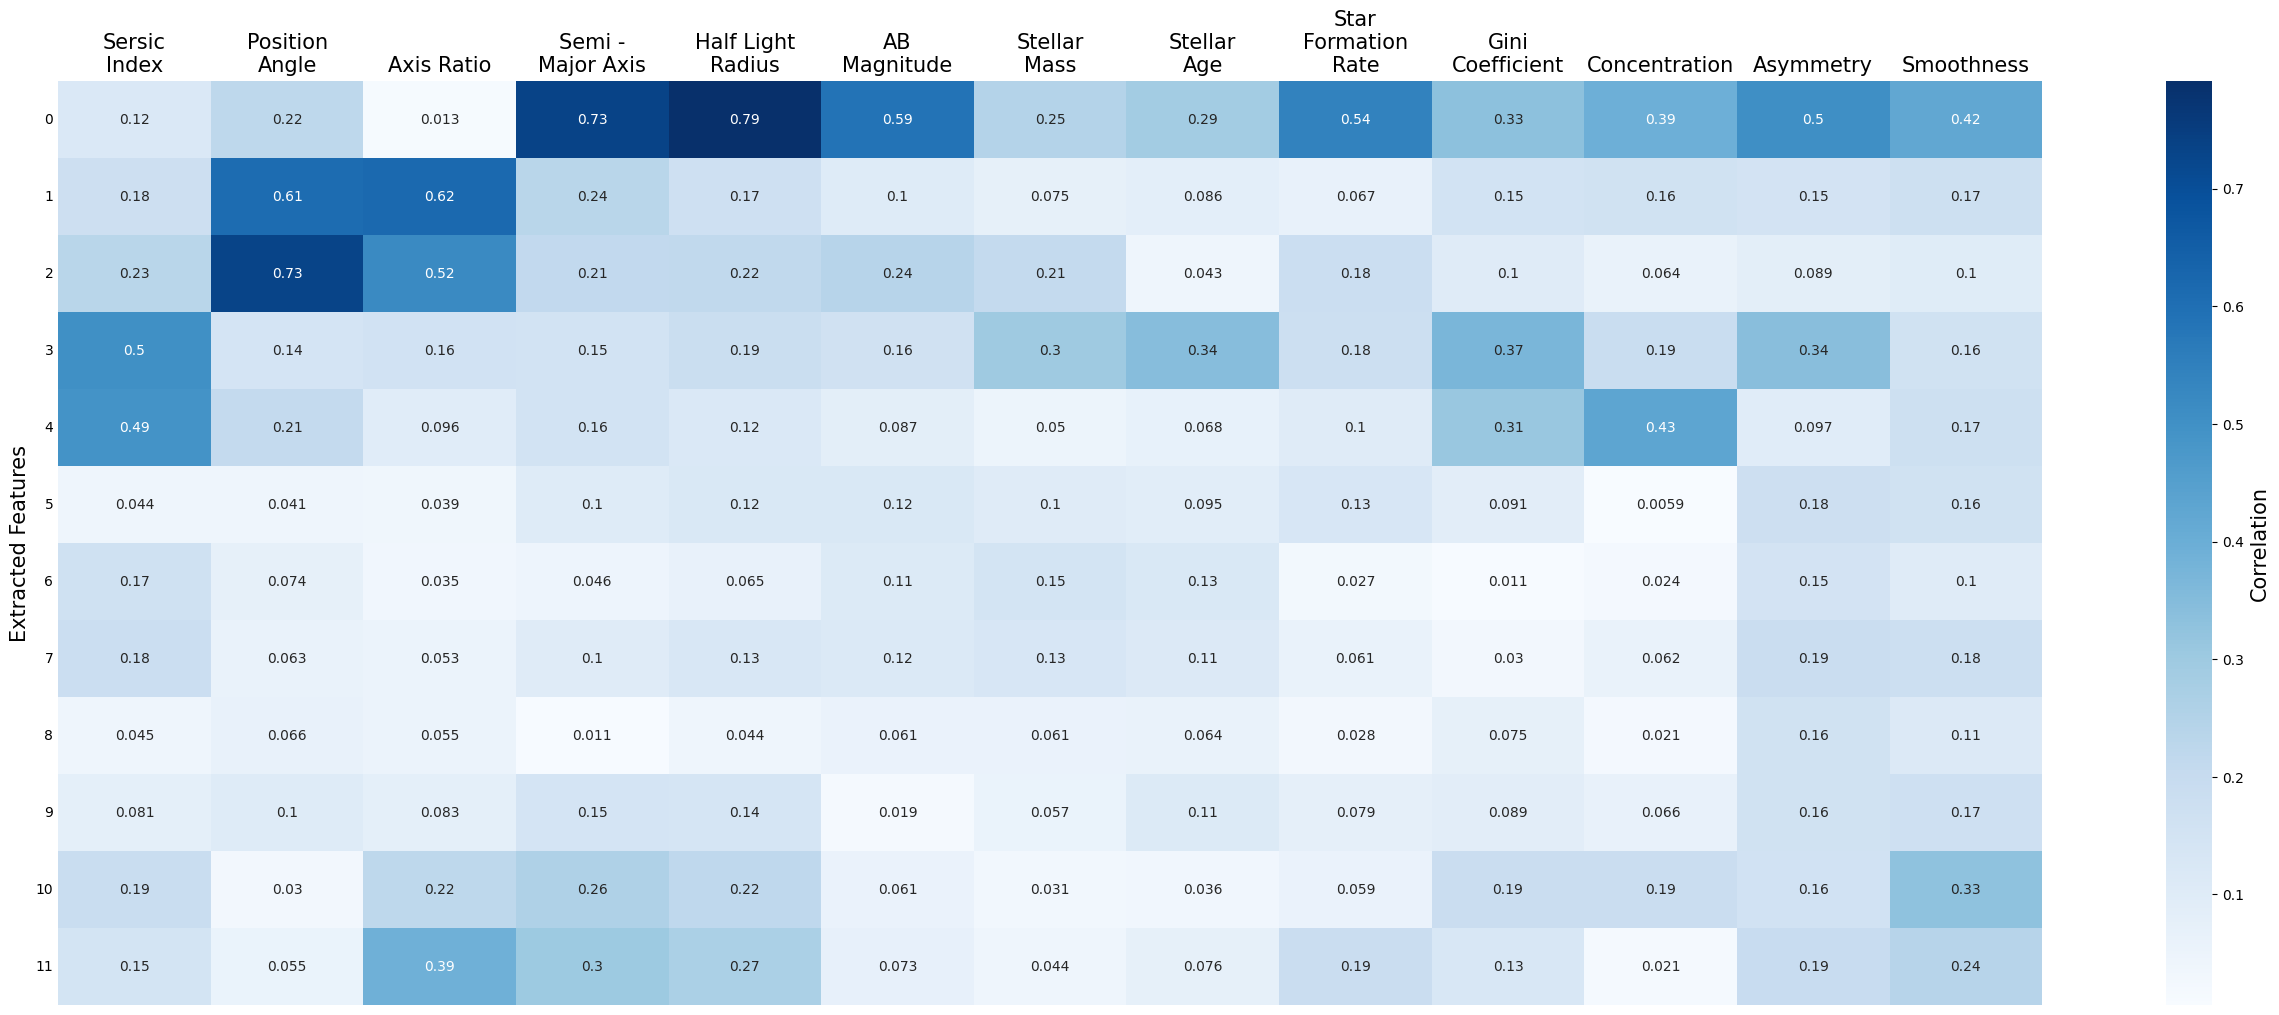 Star
Sersic Position Semi - Half Light AB Stellar Stellar Formation Gini
Index Angle Axis Ratio Major Axis Radius Magnitude Mass Age Rate Coefficient Concentration Asymmetry Smoothness
0 0.12 0.22 0.013 0.73 0.79 0.59 0.25 0.29 0.54 0.33 0.39 0.5 0.42
1 0.18 0.61 0.62 0.24 0.17 0.1 0.075 0.086 0.067 0.15 0.16 0.15 0.17
2 0.23 0.73 0.52 0.21 0.22 0.24 0.21 0.043 0.18 0.1 0.064 0.089 0.1
3 0.5 0.14 0.16 0.15 0.19 0.16 0.3 0.34 0.18 0.37 0.19 0.34 0.16
4 0.49 0.21 0.096 0.16 0.12 0.087 0.05 0.068 0.1 0.31 0.43 0.097 0.17
5 0.044 0.041 0.039 0.1 0.12 0.12 0.1 0.095 0.13 0.091 0.0059 0.18 0.16
6 0.17 0.074 0.035 0.046 0.065 0.11 0.15 0.13 0.027 0.011 0.024 0.15 0.1
7 0.18 0.063 0.053 0.1 0.13 0.12 0.13 0.11 0.061 0.03 0.062 0.19 0.18
8 0.045 0.066 0.055 0.011 0.044 0.061 0.061 0.064 0.028 0.075 0.021 0.16 0.11
9 0.081 0.1 0.083 0.15 0.14 0.019 0.057 0.11 0.079 0.089 0.066 0.16 0.17
10 0.19 0.03 0.22 0.26 0.22 0.061 0.031 0.036 0.059 0.19 0.19 0.16 0.33
11 0.15 0.055 0.39 0.3 0.27 0.073 0.044 0.076 0.19 0.13 0.021 0.19 0.24
Extracted Features
0.7
0.6
0.5
0.4
0.3
0.2
0.1
Correlation